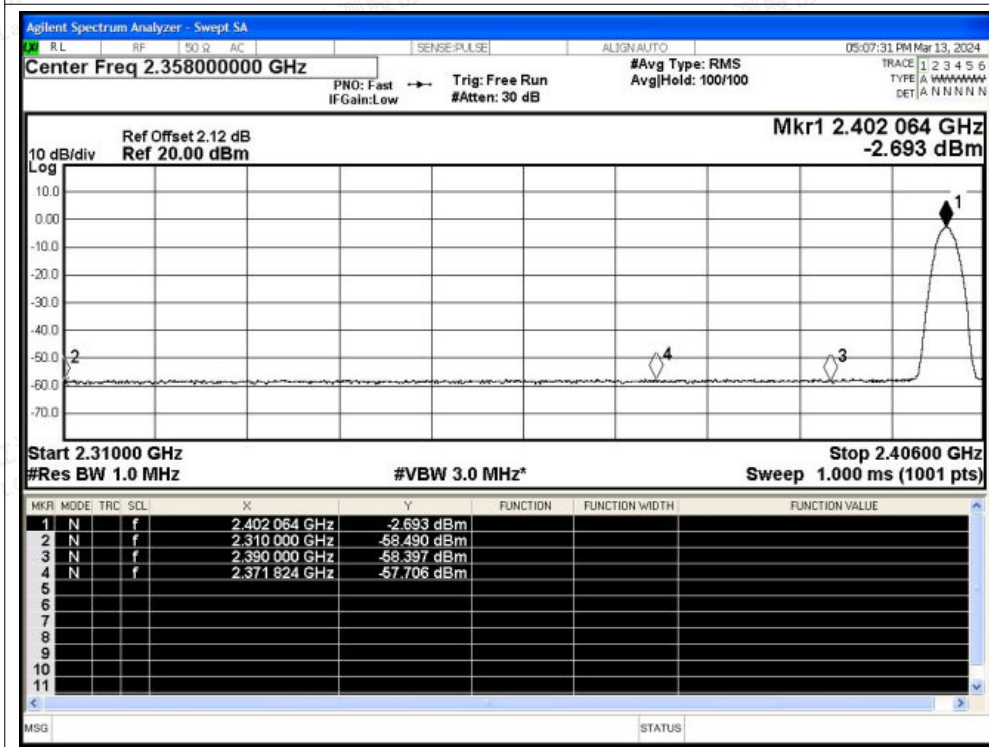 Agilent Spectrum Analyzer - Swept SA
RL RF 50 Ω AC SENSE:PULSE ALIGN AUTO 05:07:31 PM Mar 13, 2024
Center Freq 2.358000000 GHz
PNO: Fast
IFGain:Low
Trig: Free Run
#Atten: 30 dB
#Avg Type: RMS
Avg|Hold: 100/100
TRACE 1 2 3 4 5 6
TYPE A WWWWW
DET A N N N N N
Mkr1 2.402 064 GHz
-2.693 dBm
Ref Offset 2.12 dB
10 dB/div Ref 20.00 dBm
Log
10.0
1
0.00
-10.0
-20.0
-30.0
-40.0
-50.0
2 4 3
-60.0
-70.0
Start 2.31000 GHz Stop 2.40600 GHz
#Res BW 1.0 MHz #VBW 3.0 MHz* Sweep 1.000 ms (1001 pts)
MKR MODE TRC SCL X Y FUNCTION FUNCTION WIDTH FUNCTION VALUE
1 N f 2.402 064 GHz -2.693 dBm
2 N f 2.310 000 GHz -58.490 dBm
3 N f 2.390 000 GHz -58.397 dBm
4 N f 2.371 824 GHz -57.706 dBm
5
6
7
8
9
10
11
MSG STATUS